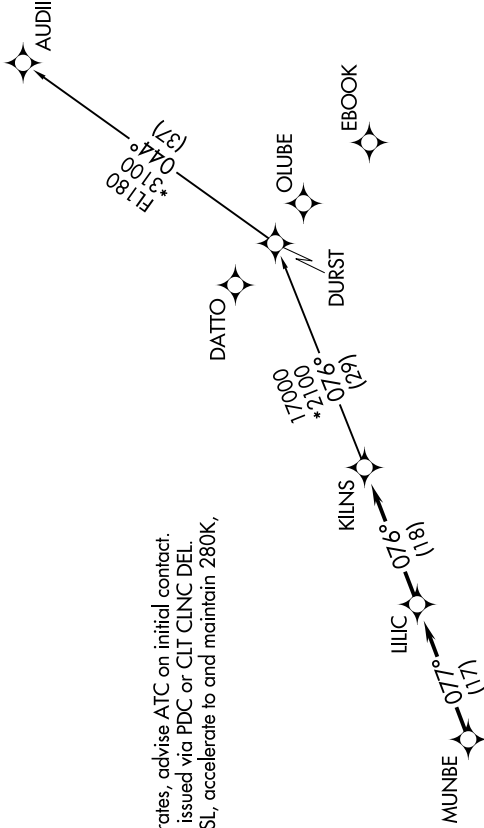 AUDII
FL180
*3100
044°
(37)
EBOOK
OLUBE
DURST
DATTO
17000
*2100
076°
(29)
KILNS
076°
(18)
LILIC
077°
(17)
MUNBE
rates, advise ATC on initial contact.
issued via PDC or CLT CLNC DEL.
SL, accelerate to and maintain 280K,